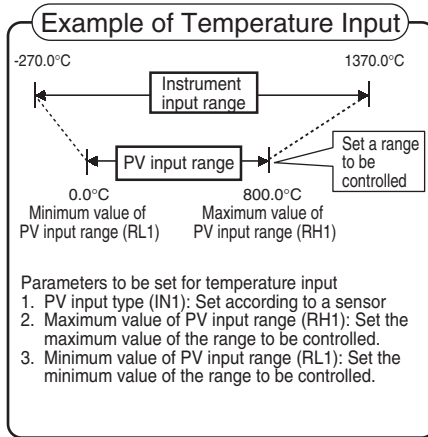 Example of Temperature Input
-270.0°C
1370.0°C
Instrument
input range
PV input range
Set a range
to be
controlled
0.0°C
Minimum value of
PV input range (RL1)
800.0°C
Maximum value of
PV input range (RH1)
Parameters to be set for temperature input
1. PV input type (IN1): Set according to a sensor
2. Maximum value of PV input range (RH1): Set the
maximum value of the range to be controlled.
3. Minimum value of PV input range (RL1): Set the
minimum value of the range to be controlled.